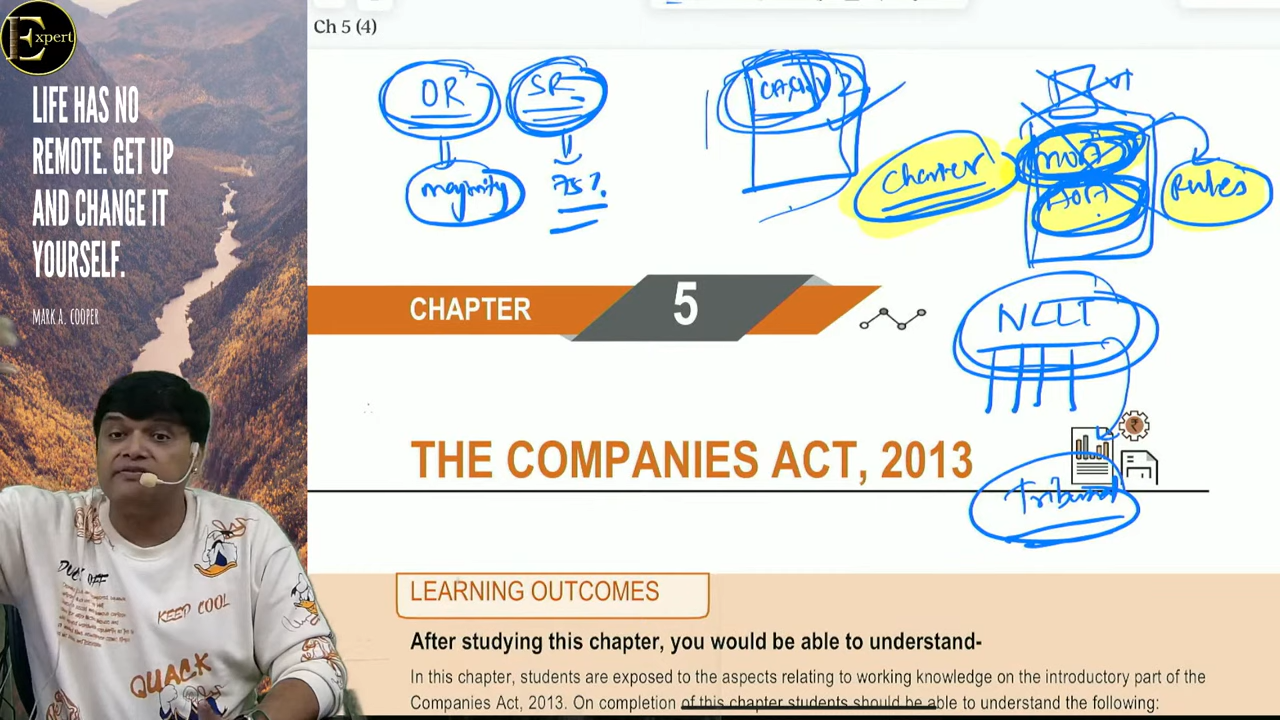 Ch 5 (4)
Expert
LIFE HAS NO
REMOTE. GET UP
AND CHANGE IT
YOURSELF.
MARK A. COOPER
OR
SR
majority
75%
Charter
MOA
AOA
Rules
NCLT
Tribunal
CHAPTER 5
THE COMPANIES ACT, 2013
LEARNING OUTCOMES
After studying this chapter, you would be able to understand-
In this chapter, students are exposed to the aspects relating to working knowledge on the introductory part of the
Companies Act, 2013. On completion of this chapter students should be able to understand the following:
KEEP COOL
QUACK